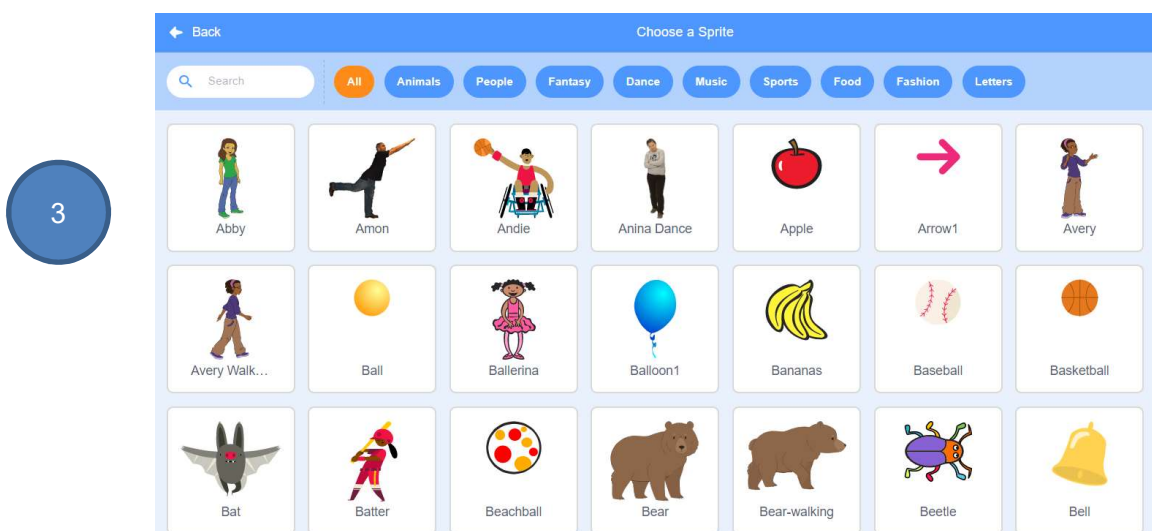 Back
Choose a Sprite
Search
All
Animals
People
Fantasy
Dance
Music
Sports
Food
Fashion
Letters
3
Abby
Amon
Andie
Anina Dance
Apple
Arrow1
Avery
Avery Walk...
Ball
Ballerina
Balloon1
Bananas
Baseball
Basketball
Bat
Batter
Beachball
Bear
Bear-walking
Beetle
Bell